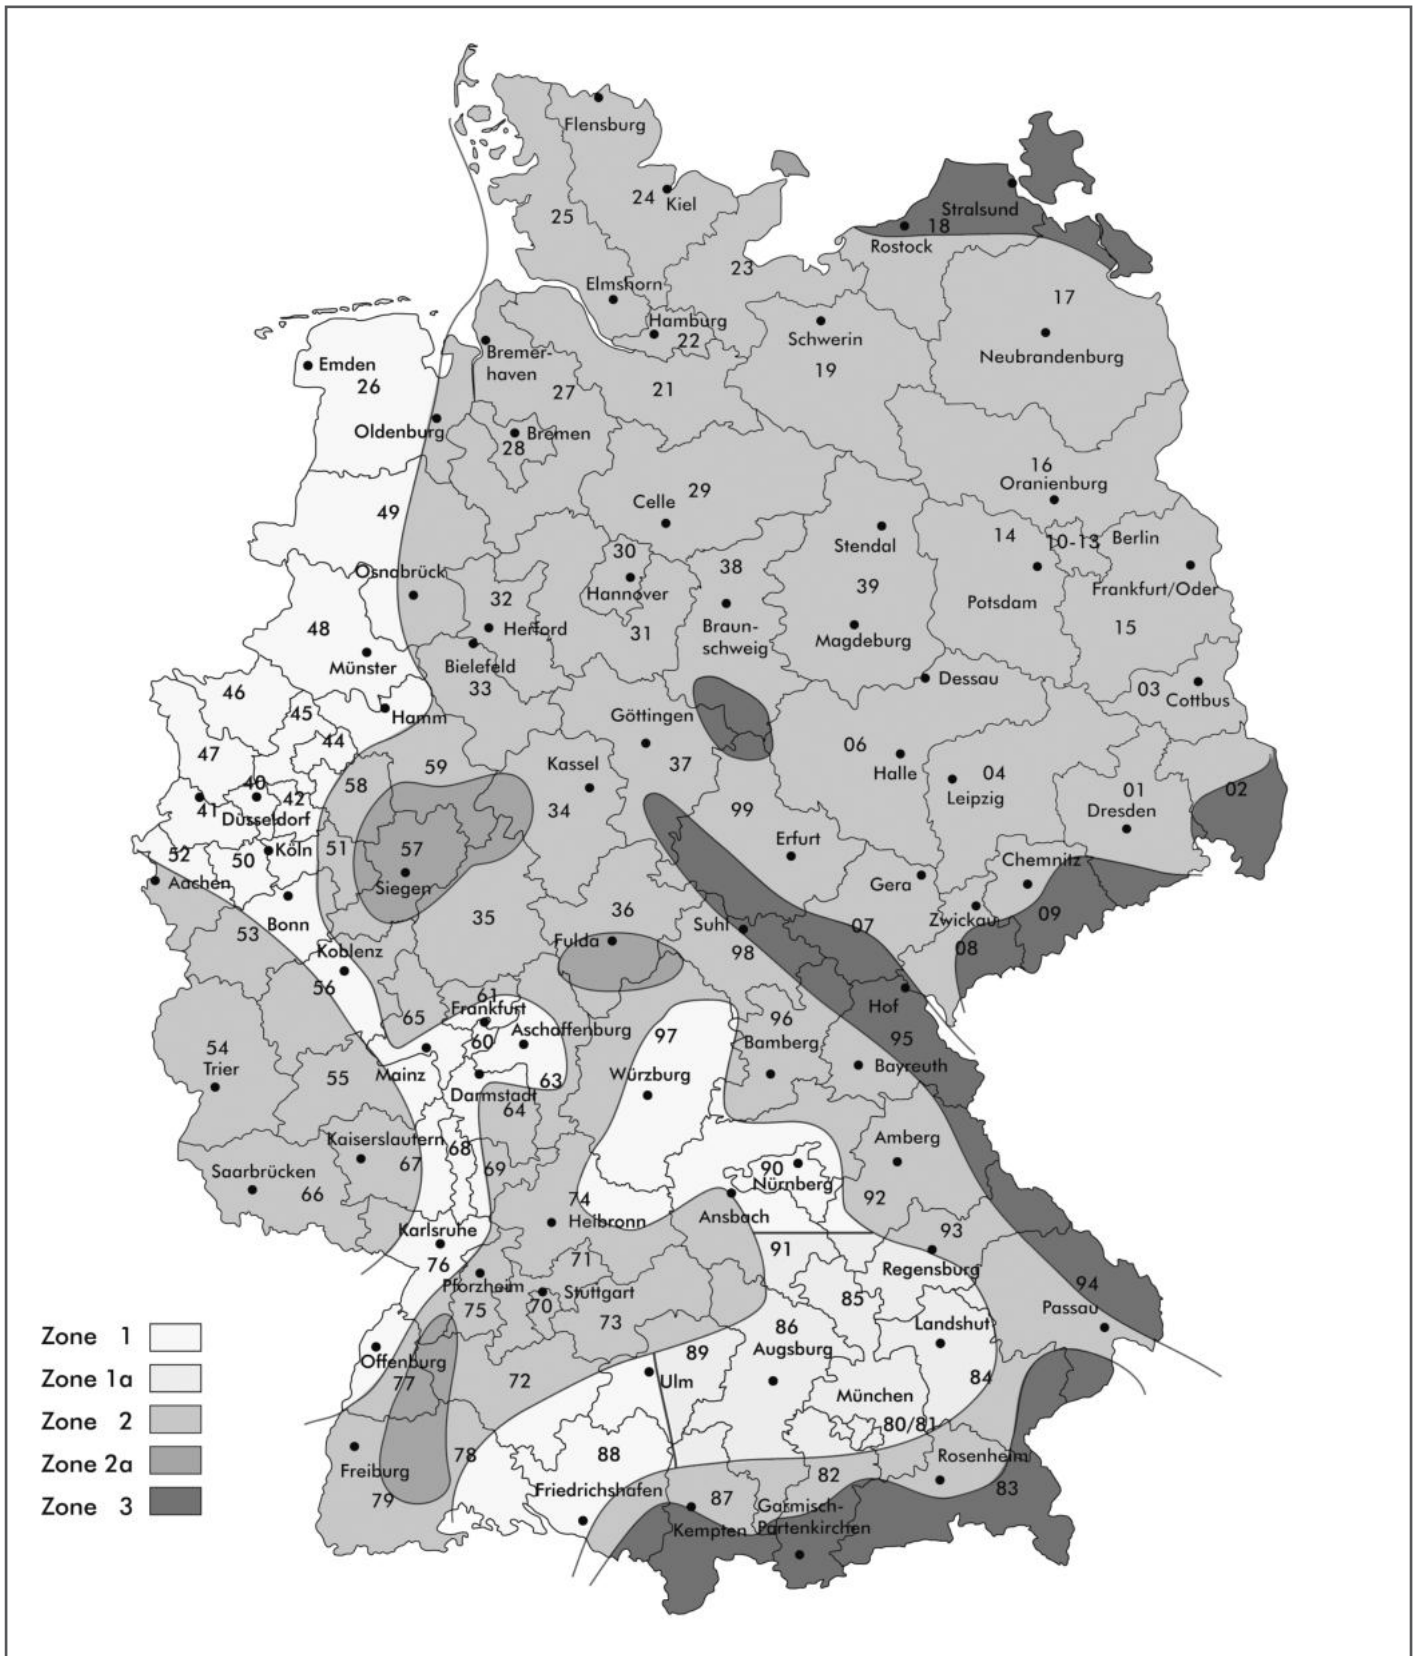 Flensburg
24
Kiel
25
Stralsund
18
Rostock
23
17
Elmshorn
Hamburg
22
Schwerin
19
Neubrandenburg
Bremer-
haven
Emden
26
27
21
Oldenburg
Bremen
28
16
Oranienburg
29
Celle
49
Stendal
14
10-13
Berlin
30
Osnabrück
38
39
Hannover
Frankfurt/Oder
32
Potsdam
48
Herford
31
Braun-
schweig
Magdeburg
15
Münster
Bielefeld
33
Dessau
03
Cottbus
46
45
Hamm
Göttingen
44
06
47
59
37
Kassel
58
Halle
04
Leipzig
40
42
41
Düsseldorf
34
99
01
Dresden
02
Erfurt
52
50
Köln
51
57
Chemnitz
Aachen
Siegen
Gera
Bonn
35
36
Suhl
07
Zwickau
09
53
Fulda
98
08
Koblenz
56
61
Frankfurt
65
Hof
60
Aschaffenburg
97
96
Bamberg
95
54
Trier
55
Mainz
63
Würzburg
Bayreuth
Darmstadt
64
Kaiserslautern
67
68
69
Amberg
Saarbrücken
66
90
Nürnberg
92
74
Heibronn
Ansbach
Karlsruhe
76
93
91
Regensburg
71
Pforzheim
75
70
Stuttgart
73
85
94
Passau
Zone 1
86
Augsburg
Landshut
Offenburg
77
89
Zone 1a
72
Ulm
84
München
Zone 2
80/81
88
78
Zone 2a
Freiburg
79
82
Rosenheim
83
Zone 3
Friedrichshafen
87
Garmisch-
Partenkirchen
Kempten